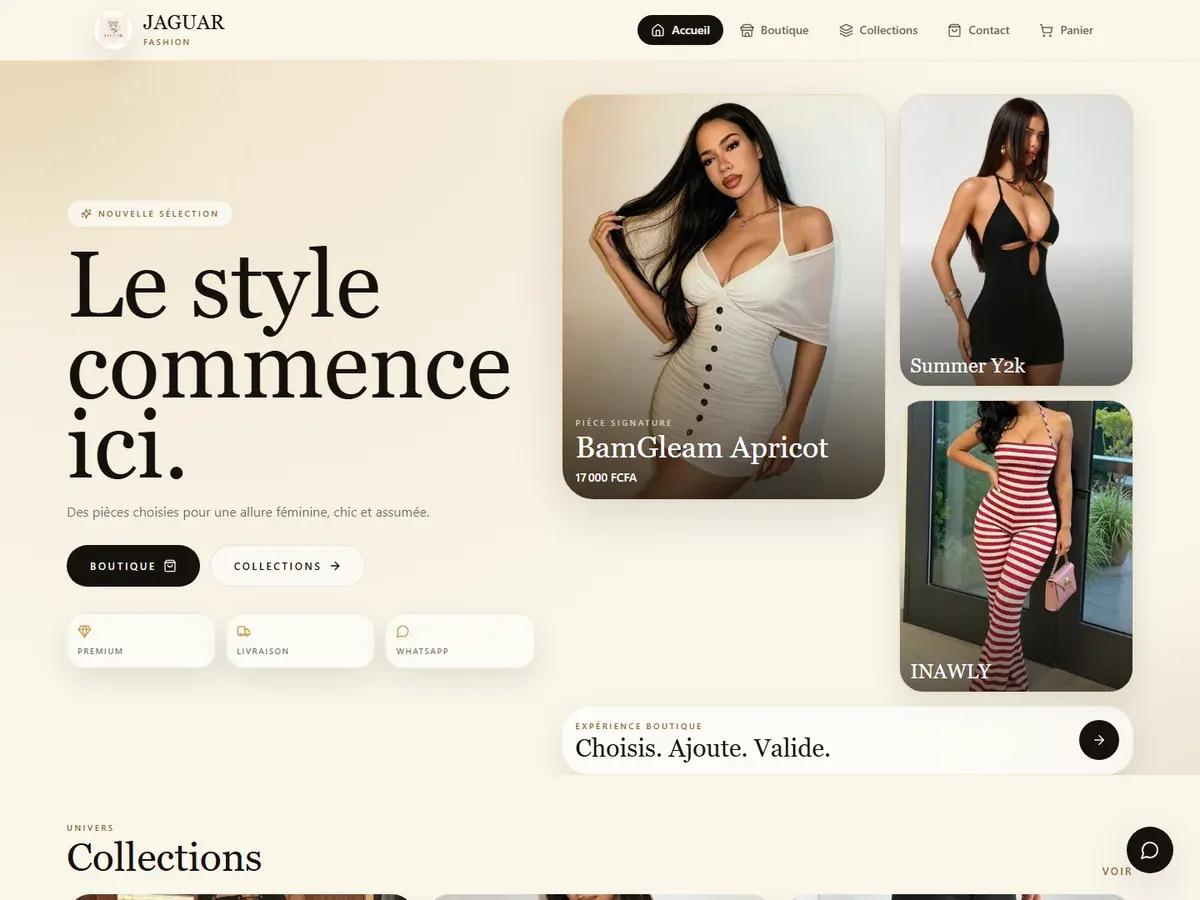 JAGUAR
FASHION
Accueil
Boutique
Collections
Contact
Panier
NOUVELLE SÉLECTION
Le style
commence
ici.
Des pièces choisies pour une allure féminine, chic et assumée.
BOUTIQUE
COLLECTIONS
PREMIUM
LIVRAISON
WHATSAPP
PIÈCE SIGNATURE
BamGleam Apricot
17 000 FCFA
Summer Y2k
INAWLY
EXPÉRIENCE BOUTIQUE
Choisis. Ajoute. Valide.
UNIVERS
Collections
VOIR